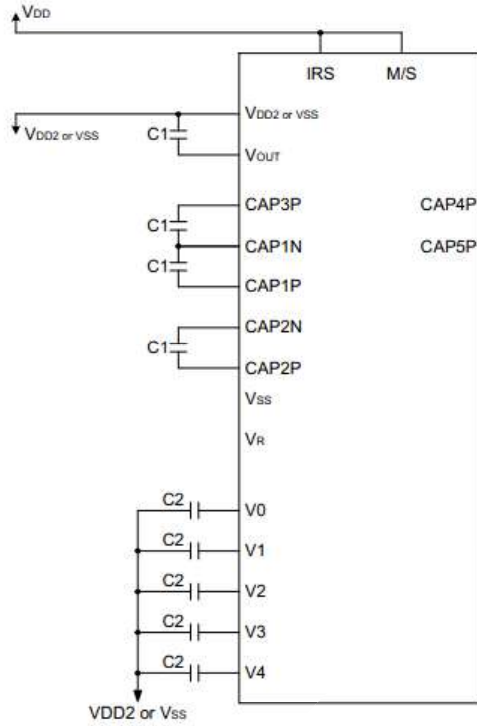 VDD
IRS M/S
VDD2 or VSS
VDD2 or VSS
C1
VOUT
CAP3P CAP4P
C1
CAP1N CAP5P
C1
CAP1P
CAP2N
C1
CAP2P
VSS
VR
C2
V0
C2
V1
C2
V2
C2
V3
C2
V4
VDD2 or VSS